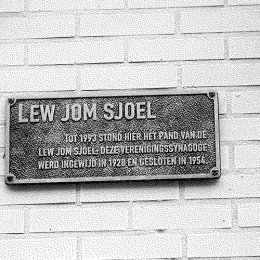 LEW JOM SJOEL
TOT 1993 STOND HIER HET PAND VAN DE
LEW JOM SJOEL. DEZE VERENIGINGSSYNAGOGE
WERD INGEWIJD IN 1928 EN GESLOTEN IN 1954.